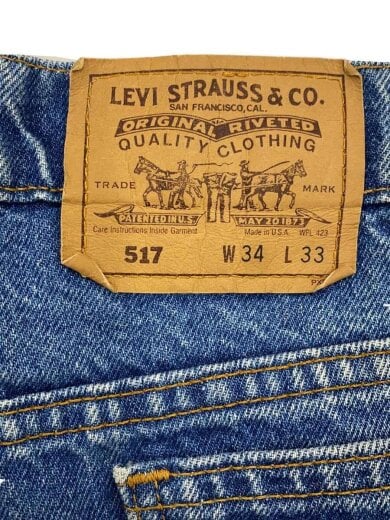 LEVI STRAUSS & CO.
SAN FRANCISCO, CAL.
ORIGINAL RIVETED
QUALITY CLOTHING
TRADE MARK
PATENTED IN U.S. MAY 20 1873
Care Instructions Inside Garment Made in U.S.A. WPL 423
517 W 34 L 33
PX